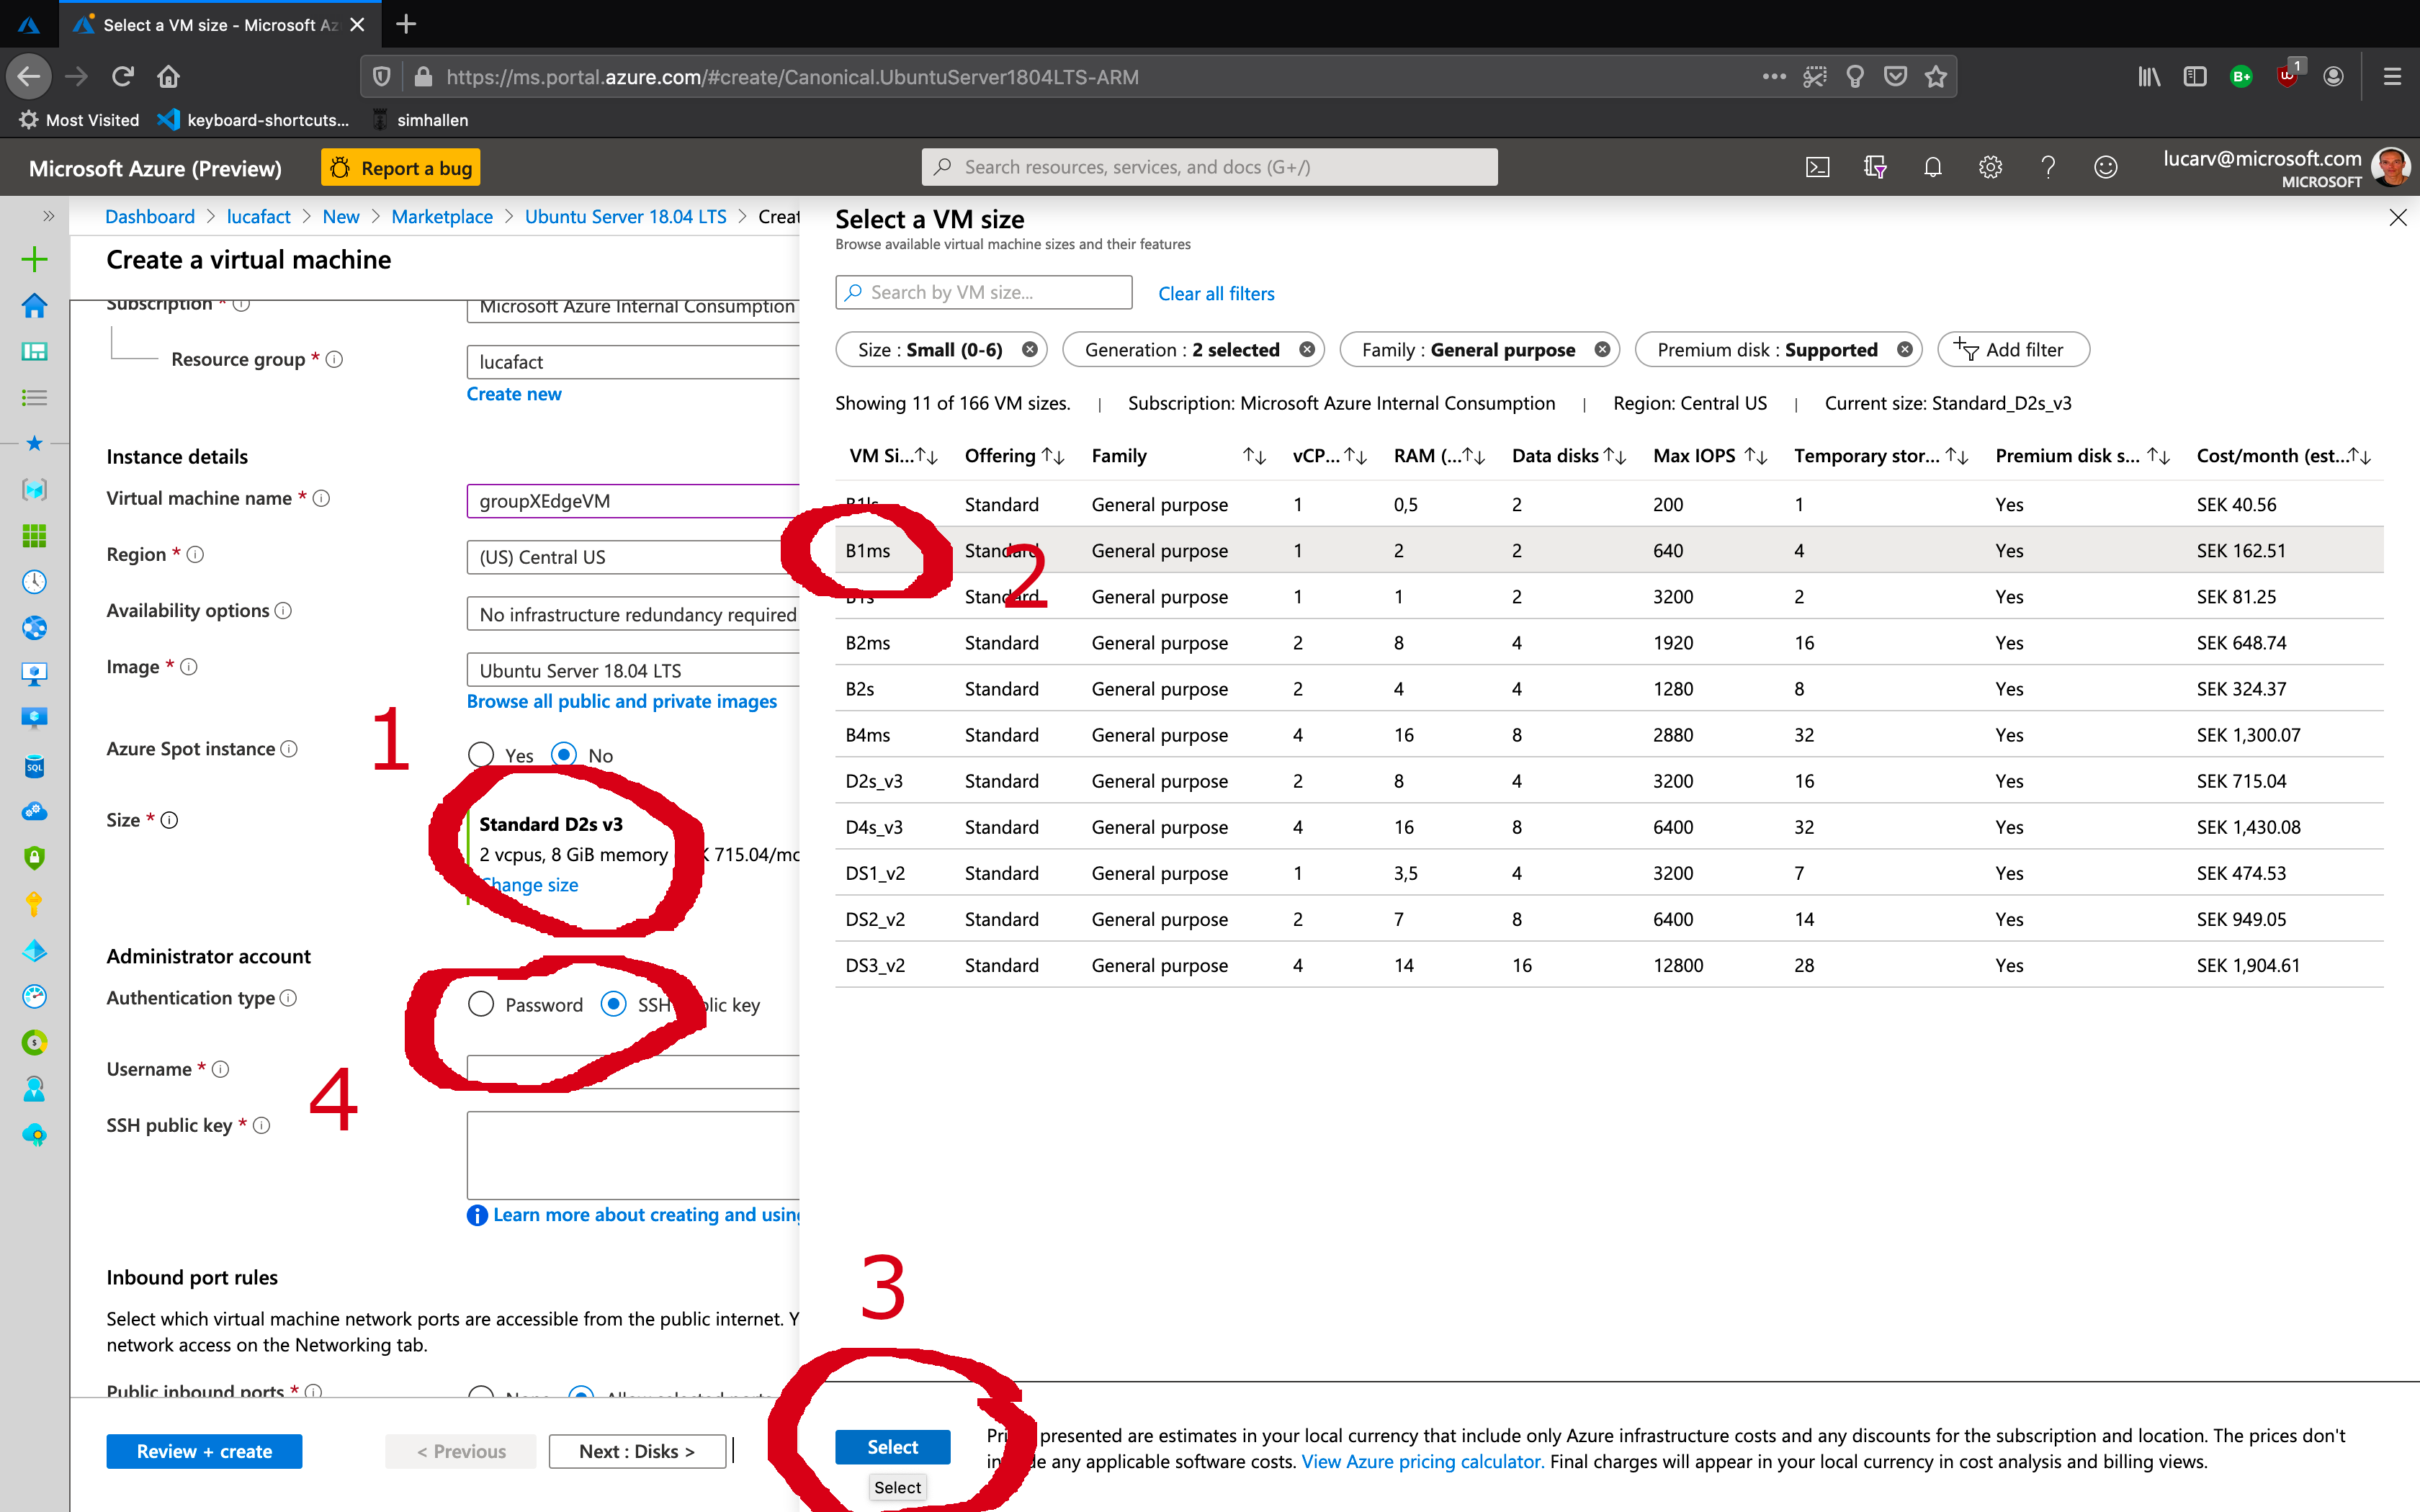 Select a VM size - Microsoft Az
https://ms.portal.azure.com/#create/Canonical.UbuntuServer1804LTS-ARM
B+
1
Most Visited
keyboard-shortcuts...
simhallen
Microsoft Azure (Preview)
Report a bug
Search resources, services, and docs (G+/)
lucarv@microsoft.com
MICROSOFT
Dashboard > lucafact > New > Marketplace > Ubuntu Server 18.04 LTS > Creat
Create a virtual machine
Subscription *
Microsoft Azure Internal Consumption
Resource group *
lucafact
Create new
Instance details
Virtual machine name *
groupXEdgeVM
Region *
(US) Central US
Availability options
No infrastructure redundancy required
Image *
Ubuntu Server 18.04 LTS
Browse all public and private images
1
Azure Spot instance
Yes No
Size *
Standard D2s v3
2 vcpus, 8 GiB memory K 715.04/mo
Change size
Administrator account
Authentication type
Password SSH public key
Username *
4
SSH public key *
Learn more about creating and using
Inbound port rules
Select which virtual machine network ports are accessible from the public internet. Y
network access on the Networking tab.
Public inbound ports *
None Allow selected ports
Review + create
< Previous
Next : Disks >
Select a VM size
Browse available virtual machine sizes and their features
Search by VM size...
Clear all filters
Size : Small (0-6)
Generation : 2 selected
Family : General purpose
Premium disk : Supported
Add filter
Showing 11 of 166 VM sizes. | Subscription: Microsoft Azure Internal Consumption | Region: Central US | Current size: Standard_D2s_v3
VM Si...↑↓ Offering ↑↓ Family ↑↓ vCP...↑↓ RAM (...↑↓ Data disks↑↓ Max IOPS ↑↓ Temporary stor...↑↓ Premium disk s...↑↓ Cost/month (est...↑↓
B1ls Standard General purpose 1 0,5 2 200 1 Yes SEK 40.56
B1ms Standard General purpose 1 2 2 640 4 Yes SEK 162.51
2
B1s Standard General purpose 1 1 2 3200 2 Yes SEK 81.25
B2ms Standard General purpose 2 8 4 1920 16 Yes SEK 648.74
B2s Standard General purpose 2 4 4 1280 8 Yes SEK 324.37
B4ms Standard General purpose 4 16 8 2880 32 Yes SEK 1,300.07
D2s_v3 Standard General purpose 2 8 4 3200 16 Yes SEK 715.04
D4s_v3 Standard General purpose 4 16 8 6400 32 Yes SEK 1,430.08
DS1_v2 Standard General purpose 1 3,5 4 3200 7 Yes SEK 474.53
DS2_v2 Standard General purpose 2 7 8 6400 14 Yes SEK 949.05
DS3_v2 Standard General purpose 4 14 16 12800 28 Yes SEK 1,904.61
3
Select
Select
Prices presented are estimates in your local currency that include only Azure infrastructure costs and any discounts for the subscription and location. The prices don't
include any applicable software costs. View Azure pricing calculator. Final charges will appear in your local currency in cost analysis and billing views.
SQL